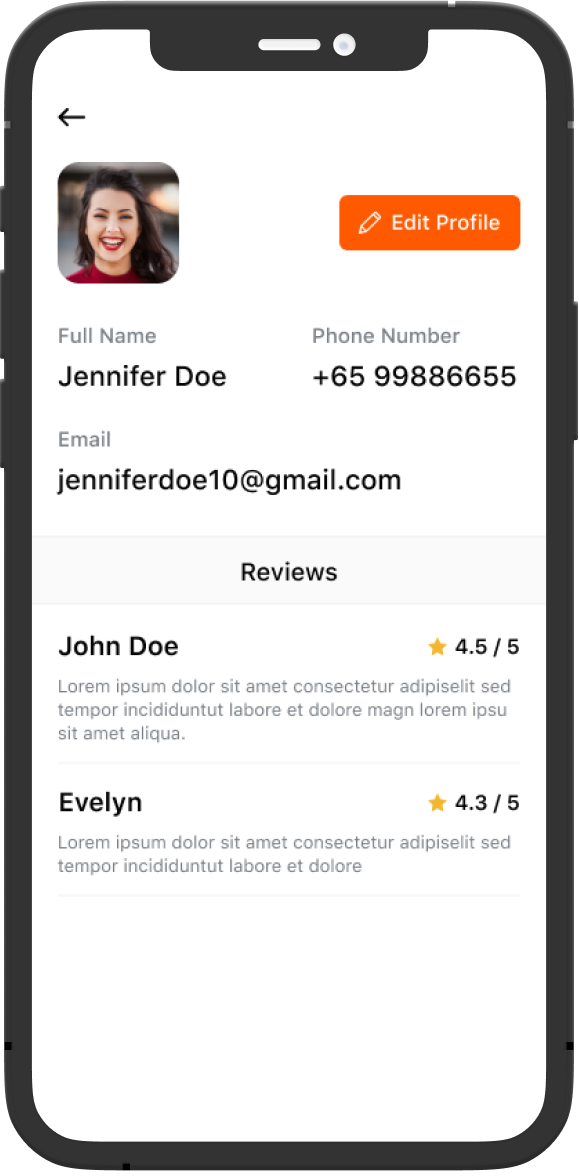 Edit Profile
Full Name
Phone Number
Jennifer Doe
+65 99886655
Email
jenniferdoe10@gmail.com
Reviews
John Doe
4.5 / 5
Lorem ipsum dolor sit amet consectetur adipiselit sed
tempor incididuntut labore et dolore magn lorem ipsu
sit amet aliqua.
Evelyn
4.3 / 5
Lorem ipsum dolor sit amet consectetur adipiselit sed
tempor incididuntut labore et dolore